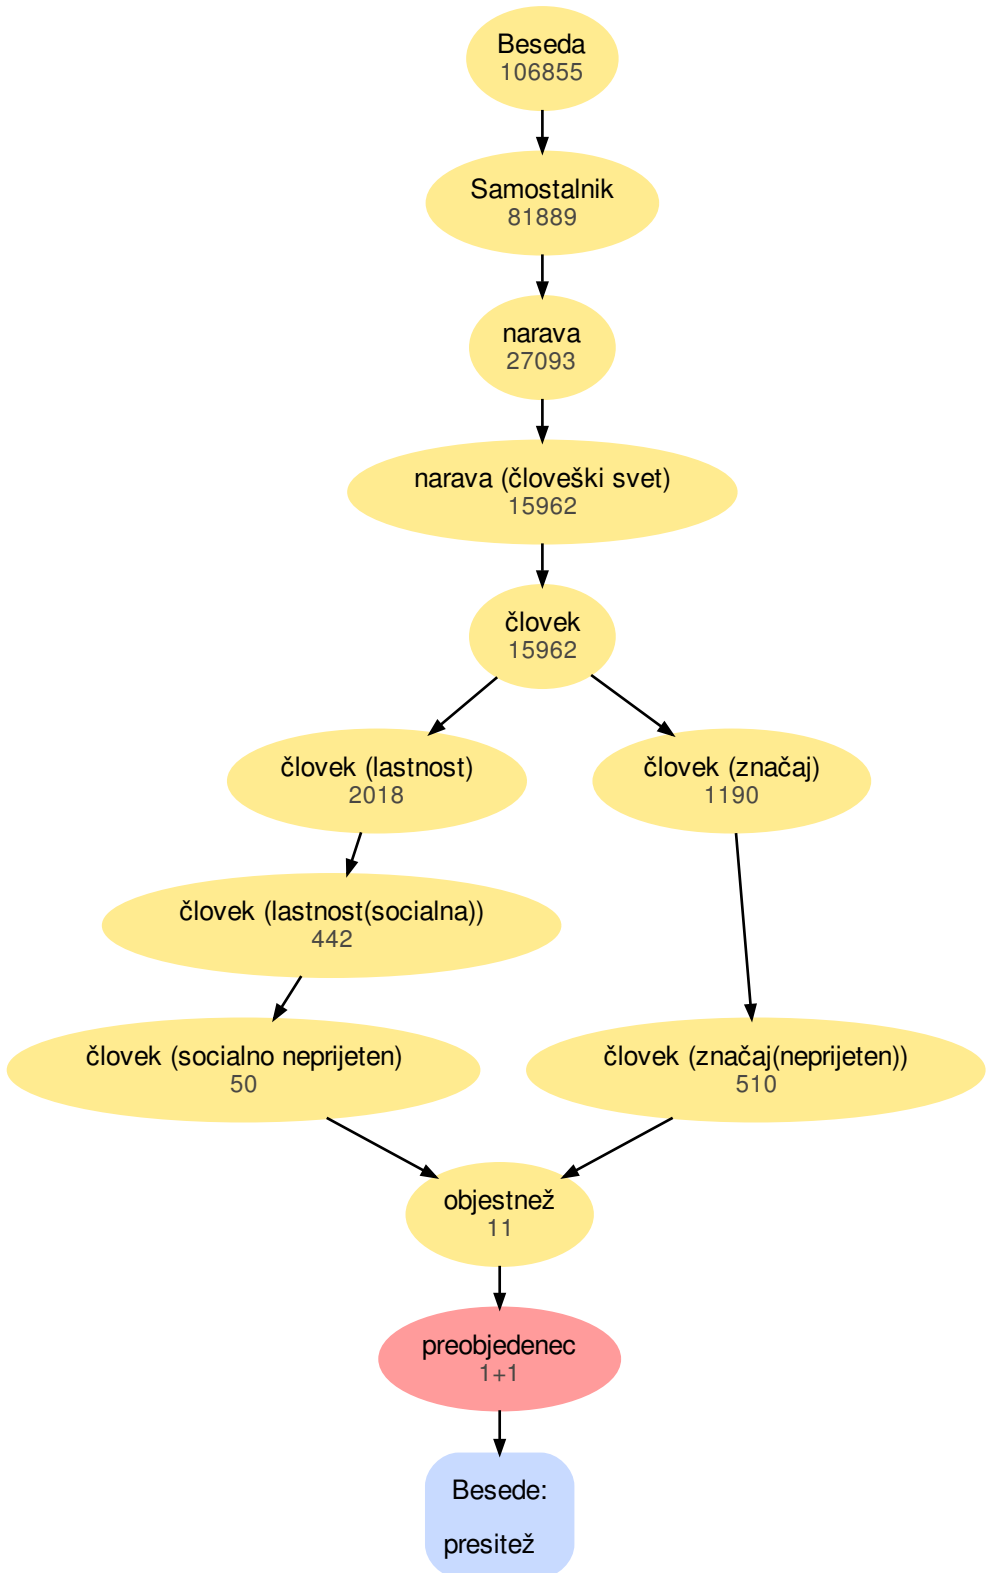 Beseda
106855
Samostalnik
81889
narava
27093
narava (človeški svet)
15962
človek
15962
človek (lastnost)
2018
človek (značaj)
1190
človek (lastnost(socialna))
442
človek (socialno neprijeten)
50
človek (značaj(neprijeten))
510
objestnež
11
preobjedenec
1+1
Besede:
presitež